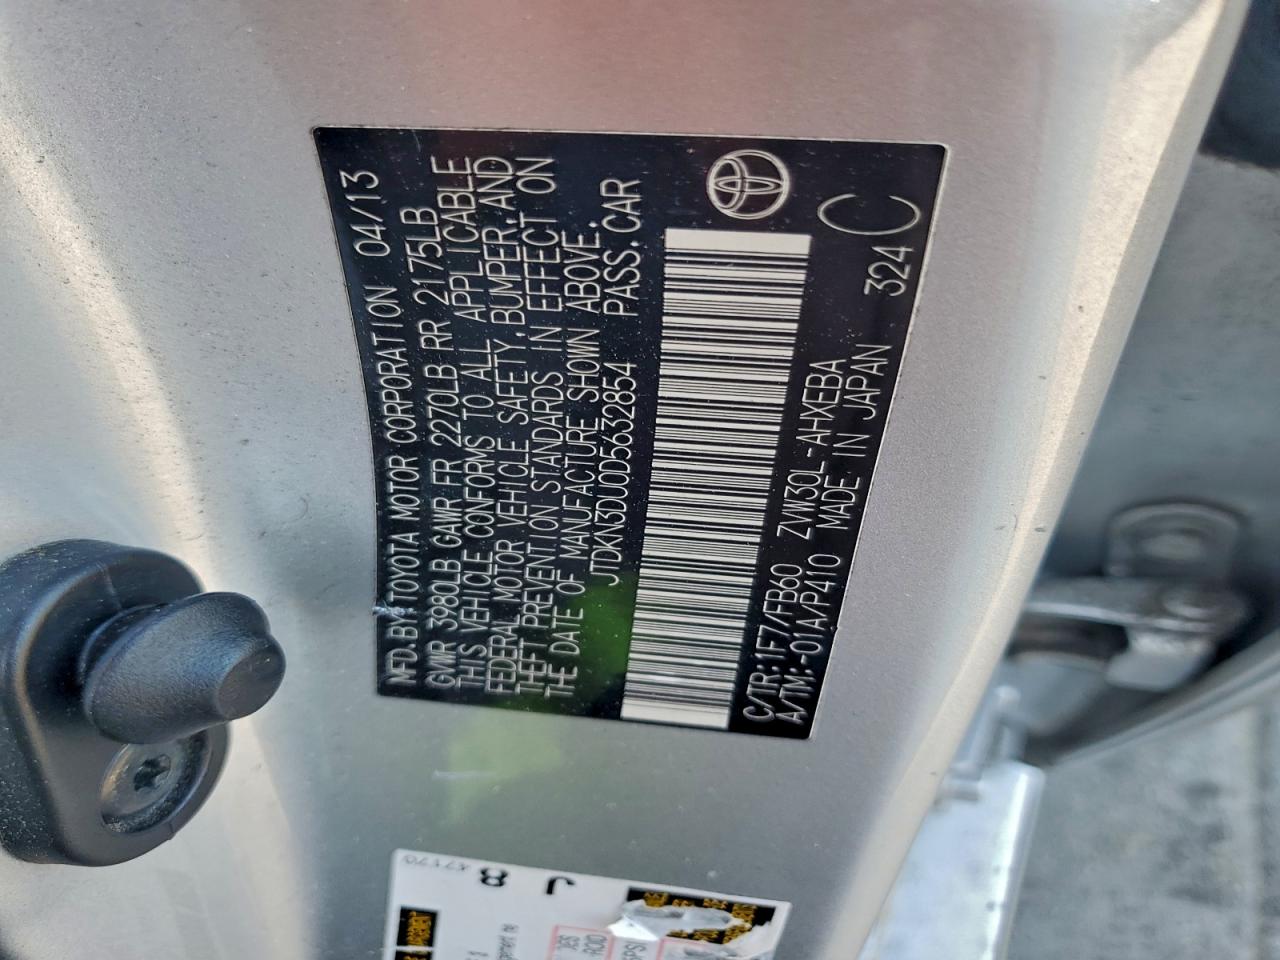 MFD.BY:TOYOTA MOTOR CORPORATION 04/13
GVWR 3980LB GAWR FR 2270LB RR 2175LB
THIS VEHICLE CONFORMS TO ALL APPLICABLE
FEDERAL MOTOR VEHICLE SAFETY,BUMPER,AND
THEFT PREVENTION STANDARDS IN EFFECT ON
THE DATE OF MANUFACTURE SHOWN ABOVE.
JTDKN3DU0D5632854 PASS.CAR
C/TR:1F7/FB60 ZVW30L-AHXEBA
A/TM:-01A/P410 MADE IN JAPAN 324 C
J 8